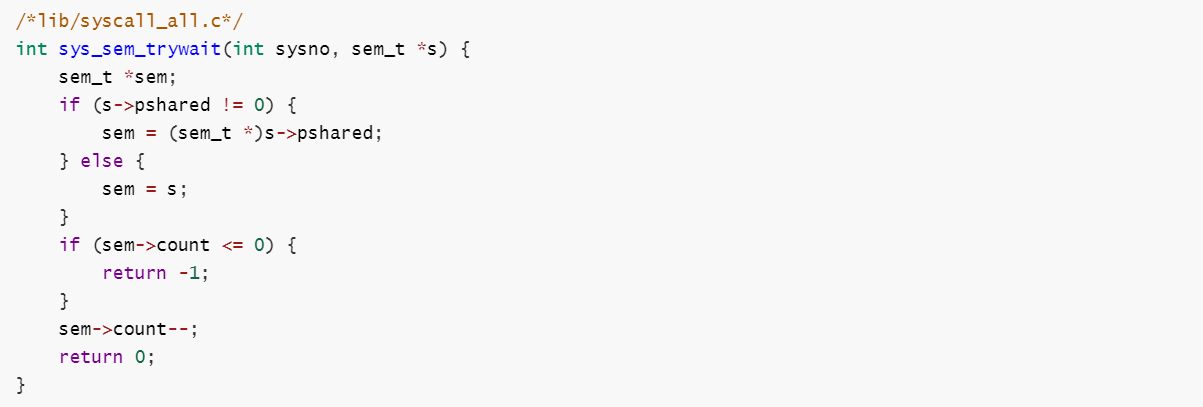 /*lib/syscall_all.c*/
int sys_sem_trywait(int sysno, sem_t *s) {
    sem_t *sem;
    if (s->pshared != 0) {
        sem = (sem_t *)s->pshared;
    } else {
        sem = s;
    }
    if (sem->count <= 0) {
        return -1;
    }
    sem->count--;
    return 0;
}